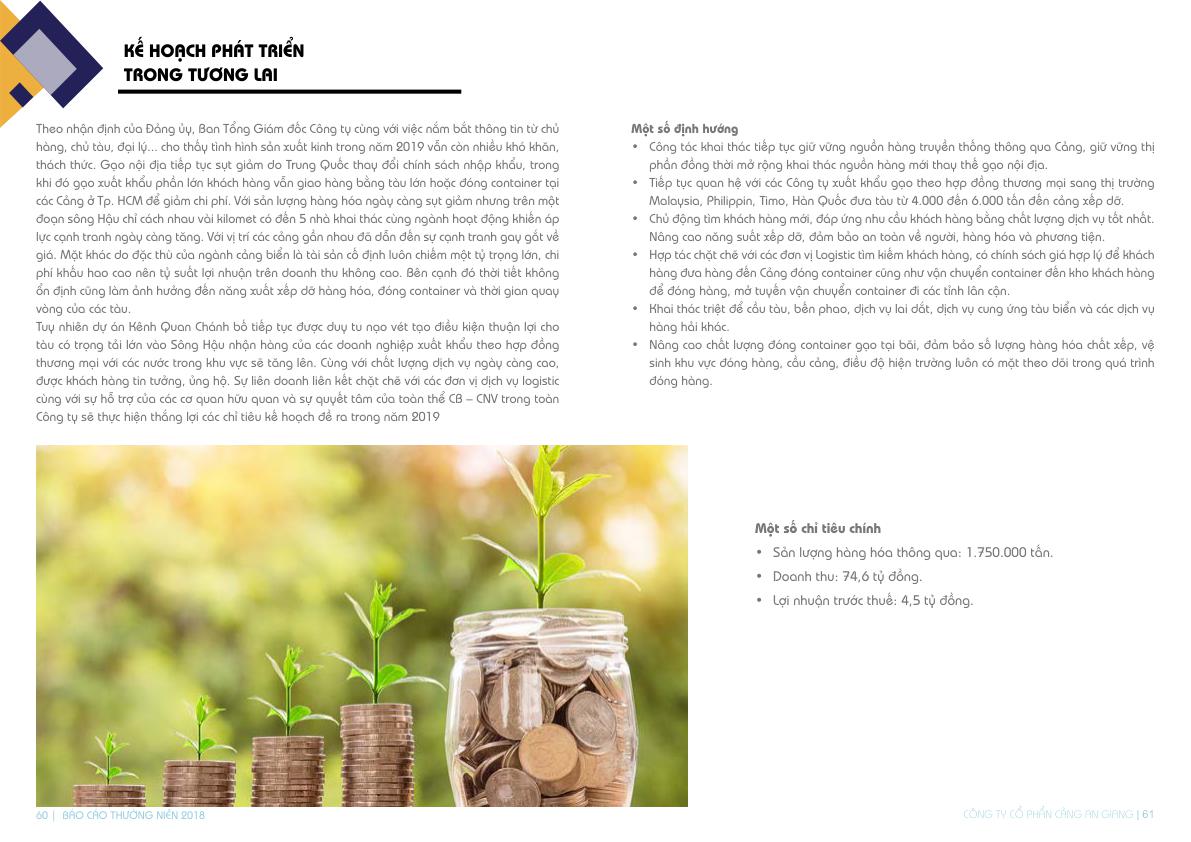 KẾ HOẠCH PHÁT TRIỂN
TRONG TƯƠNG LAI
Theo nhận định của Đảng ủy, Ban Tổng Giám đốc Công ty cùng với việc nắm bắt thông tin từ chủ
hàng, chủ tàu, đại lý... cho thấy tình hình sản xuất kinh trong năm 2019 vẫn còn nhiều khó khăn,
thách thức. Gạo nội địa tiếp tục sụt giảm do Trung Quốc thay đổi chính sách nhập khẩu, trong
khi đó gạo xuất khẩu phần lớn khách hàng vẫn giao hàng bằng tàu lớn hoặc đóng container tại
các Cảng ở Tp. HCM để giảm chi phí. Với sản lượng hàng hóa ngày càng sụt giảm nhưng trên một
đoạn sông Hậu chỉ cách nhau vài kilomet có đến 5 nhà khai thác cùng ngành hoạt động khiến áp
lực cạnh tranh ngày càng tăng. Với vị trí các cảng gần nhau đã dẫn đến sự cạnh tranh gay gắt về
giá. Mặt khác do đặc thù của ngành cảng biển là tài sản cố định luôn chiếm một tỷ trọng lớn, chi
phí khấu hao cao nên tỷ suất lợi nhuận trên doanh thu không cao. Bên cạnh đó thời tiết không
ổn định cũng làm ảnh hưởng đến năng xuất xếp dỡ hàng hóa, đóng container và thời gian quay
vòng của các tàu.
Tuy nhiên dự án Kênh Quan Chánh bố tiếp tục được duy tu nạo vét tạo điều kiện thuận lợi cho
tàu có trọng tải lớn vào Sông Hậu nhận hàng của các doanh nghiệp xuất khẩu theo hợp đồng
thương mại với các nước trong khu vực sẽ tăng lên. Cùng với chất lượng dịch vụ ngày càng cao,
được khách hàng tin tưởng, ủng hộ. Sự liên doanh liên kết chặt chẽ với các đơn vị dịch vụ logistic
cùng với sự hỗ trợ của các cơ quan hữu quan và sự quyết tâm của toàn thể CB – CNV trong toàn
Công ty sẽ thực hiện thắng lợi các chỉ tiêu kế hoạch đề ra trong năm 2019
Một số định hướng
• Công tác khai thác tiếp tục giữ vững nguồn hàng truyền thống thông qua Cảng, giữ vững thị
phần đồng thời mở rộng khai thác nguồn hàng mới thay thế gạo nội địa.
• Tiếp tục quan hệ với các Công ty xuất khẩu gạo theo hợp đồng thương mại sang thị trường
Malaysia, Philippin, Timo, Hàn Quốc đưa tàu từ 4.000 đến 6.000 tấn đến cảng xếp dỡ.
• Chủ động tìm khách hàng mới, đáp ứng nhu cầu khách hàng bằng chất lượng dịch vụ tốt nhất.
Nâng cao năng suất xếp dỡ, đảm bảo an toàn về người, hàng hóa và phương tiện.
• Hợp tác chặt chẽ với các đơn vị Logistic tìm kiếm khách hàng, có chính sách giá hợp lý để khách
hàng đưa hàng đến Cảng đóng container cũng như vận chuyển container đến kho khách hàng
để đóng hàng, mở tuyến vận chuyển container đi các tỉnh lân cận.
• Khai thác triệt để cầu tàu, bến phao, dịch vụ lai dắt, dịch vụ cung ứng tàu biển và các dịch vụ
hàng hải khác.
• Nâng cao chất lượng đóng container gạo tại bãi, đảm bảo số lượng hàng hóa chất xếp, vệ
sinh khu vực đóng hàng, cầu cảng, điều độ hiện trường luôn có mặt theo dõi trong quá trình
đóng hàng.
Một số chỉ tiêu chính
• Sản lượng hàng hóa thông qua: 1.750.000 tấn.
• Doanh thu: 74,6 tỷ đồng.
• Lợi nhuận trước thuế: 4,5 tỷ đồng.
60 | BÁO CÁO THƯỜNG NIÊN 2018
CÔNG TY CỔ PHẦN CẢNG AN GIANG | 61